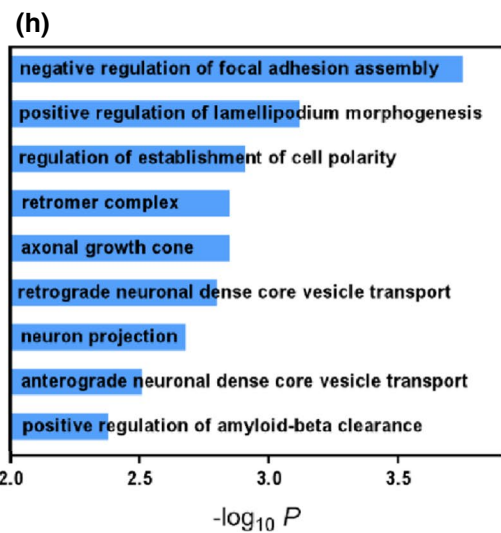 (h)
negative regulation of focal adhesion assembly
positive regulation of lamellipodium morphogenesis
regulation of establishment of cell polarity
retromer complex
axonal growth cone
retrograde neuronal dense core vesicle transport
neuron projection
anterograde neuronal dense core vesicle transport
positive regulation of amyloid-beta clearance
2.0 2.5 3.0 3.5
-log₁₀ P